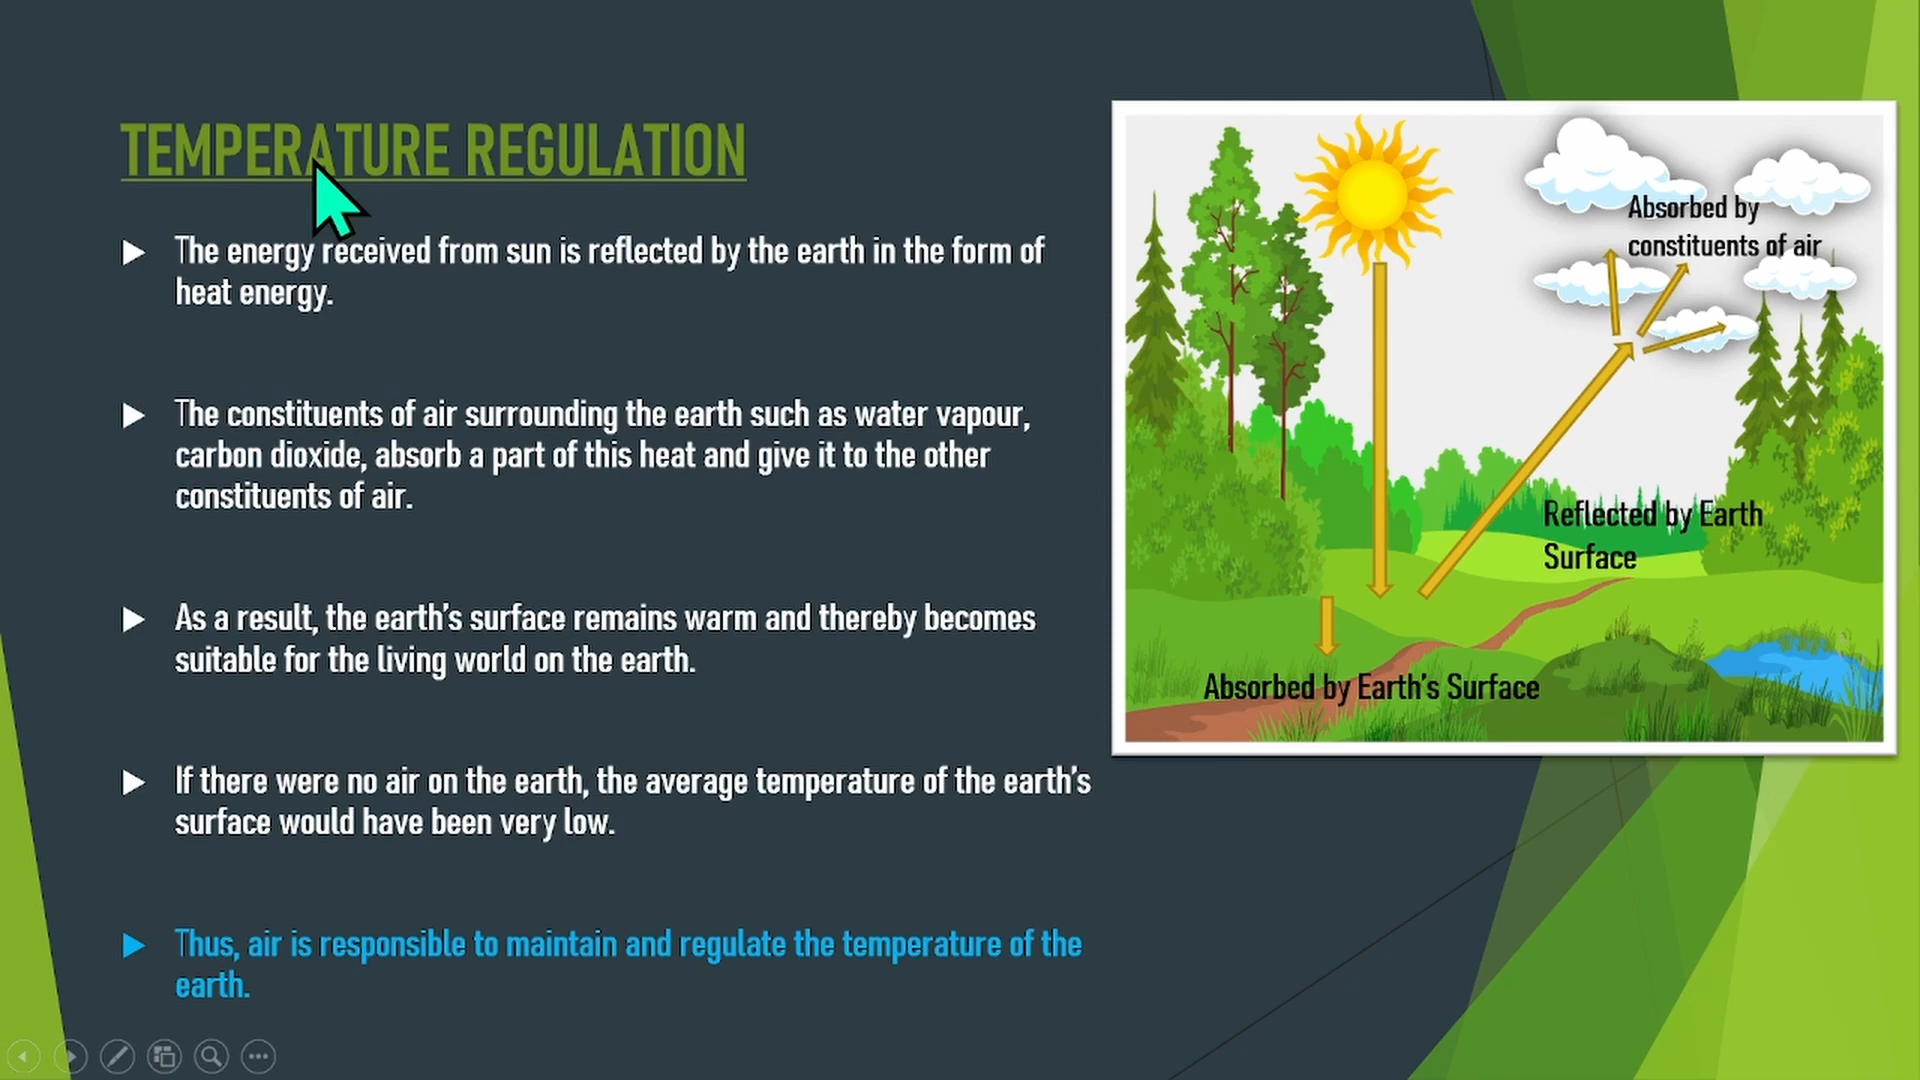 TEMPERATURE REGULATION
The energy received from sun is reflected by the earth in the form of
heat energy.
The constituents of air surrounding the earth such as water vapour,
carbon dioxide, absorb a part of this heat and give it to the other
constituents of air.
As a result, the earth's surface remains warm and thereby becomes
suitable for the living world on the earth.
If there were no air on the earth, the average temperature of the earth's
surface would have been very low.
Thus, air is responsible to maintain and regulate the temperature of the
earth.
Absorbed by
constituents of air
Reflected by Earth
Surface
Absorbed by Earth's Surface